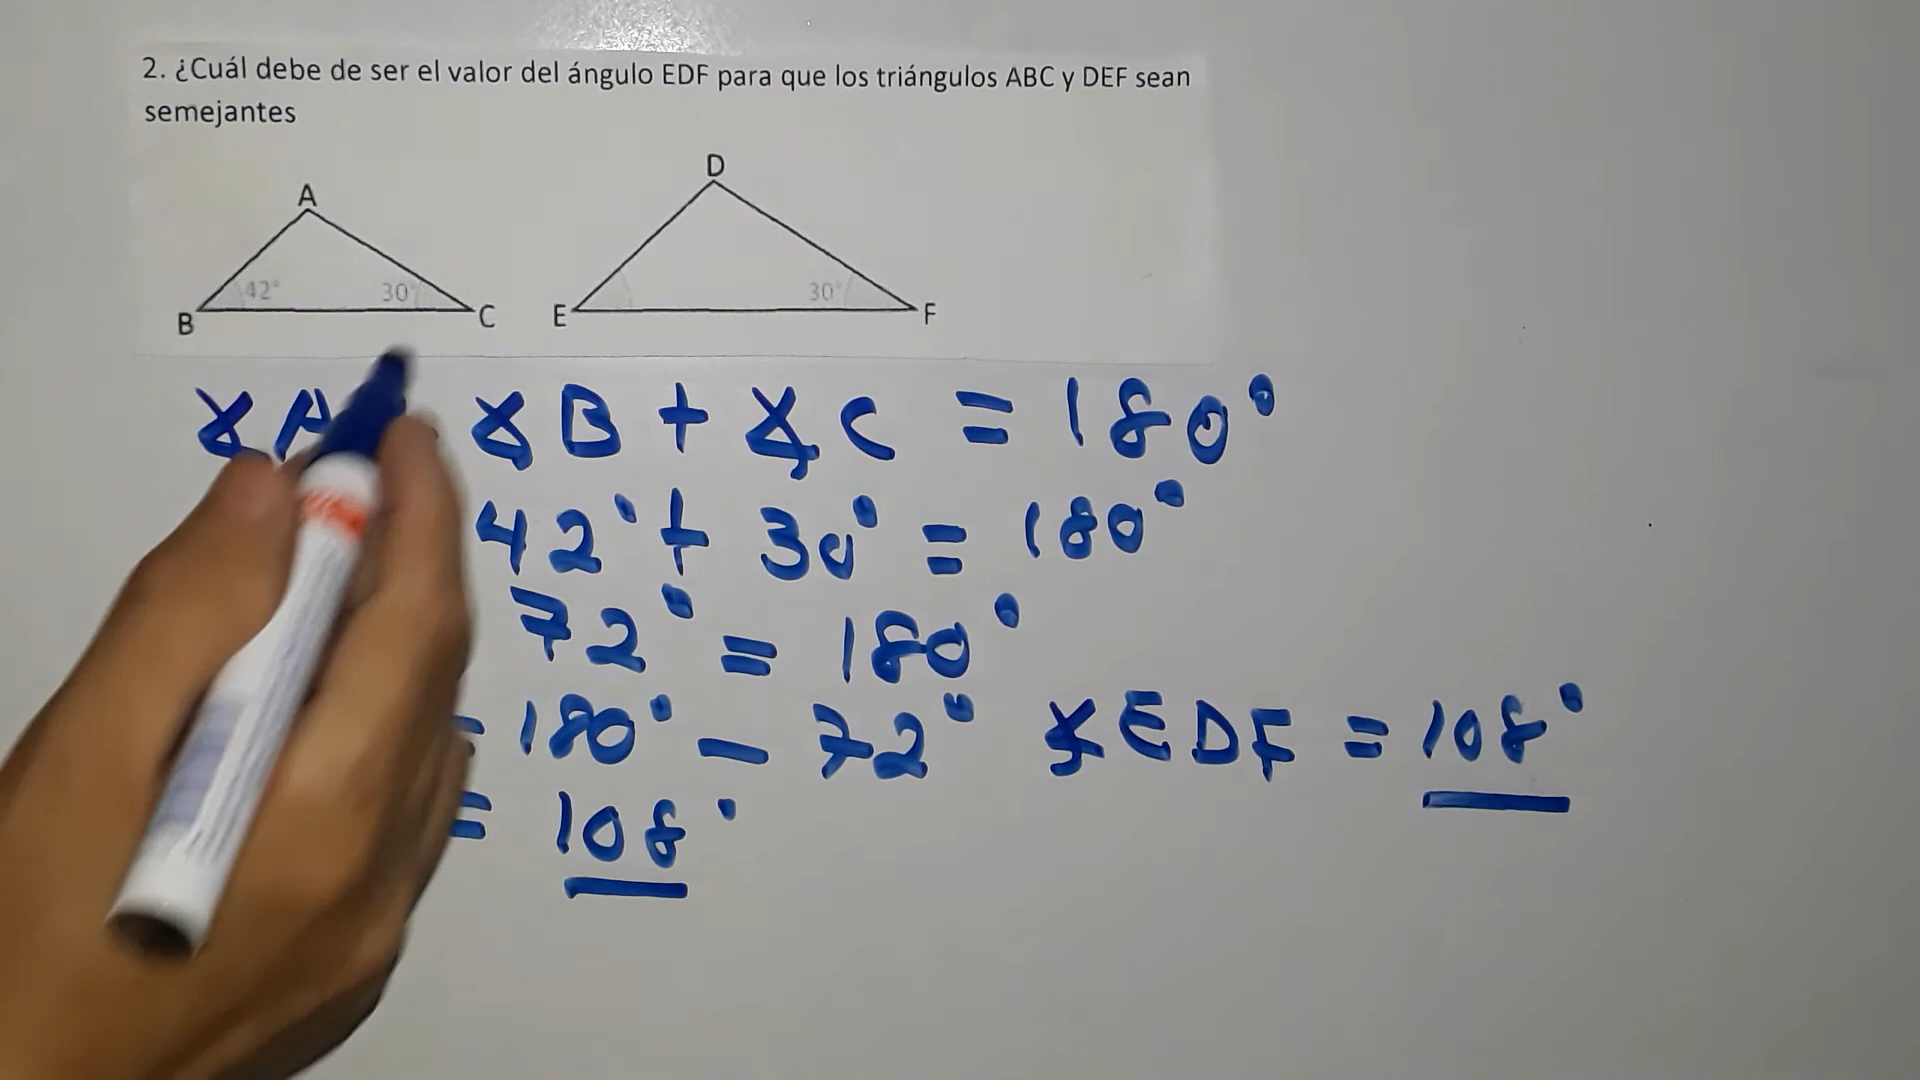 2. ¿Cuál debe de ser el valor del ángulo EDF para que los triángulos ABC y DEF sean
semejantes
A
B
42°
30°
C
D
E
30°
F
∡A ∡B + ∡C = 180°
42° + 30° = 180°
72° = 180°
= 180° - 72°
= 108°
∡EDF = 108°